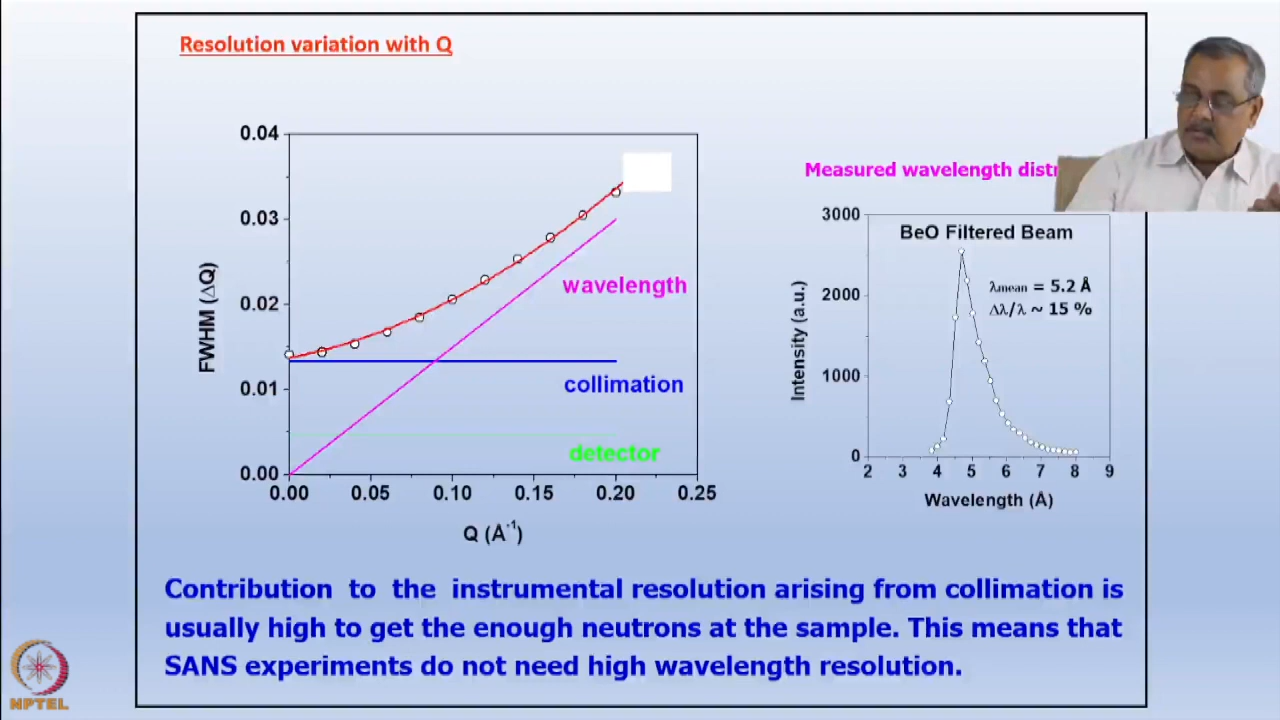 Resolution variation with Q
0.04
0.03
0.02
0.01
0.00
FWHM (ΔQ)
wavelength
collimation
detector
0.00 0.05 0.10 0.15 0.20 0.25
Q (Å⁻¹)
Measured wavelength distr
3000
2000
1000
0
Intensity (a.u.)
BeO Filtered Beam
λmean = 5.2 Å
Δλ/λ ~ 15 %
2 3 4 5 6 7 8 9
Wavelength (Å)
Contribution to the instrumental resolution arising from collimation is
usually high to get the enough neutrons at the sample. This means that
SANS experiments do not need high wavelength resolution.
NPTEL